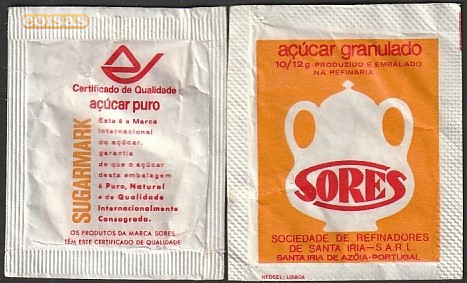 coisas
Certificado de Qualidade
açúcar puro
SUGARMARK
Esta é a Marca
Internacional
do açúcar,
garantia
de que o açúcar
desta embalagem
é Puro, Natural
e de Qualidade
Internacionalmente
Consagrada.
OS PRODUTOS DA MARCA SORES
TÊM ESTE CERTIFICADO DE QUALIDADE
açúcar granulado
10/12g-PRODUZIDO E EMBALADO
NA REFINARIA
SORES
SOCIEDADE DE REFINADORES
DE SANTA IRIA-S.A.R.L.
SANTA IRIA DE AZÓIA-PORTUGAL
NEOGEL-LISBOA